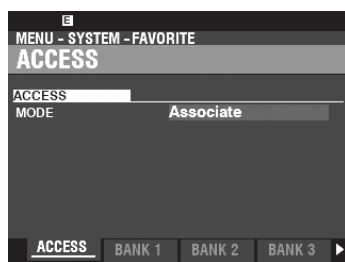 E
MENU - SYSTEM - FAVORITE
ACCESS
ACCESS
MODE Associate
ACCESS BANK 1 BANK 2 BANK 3